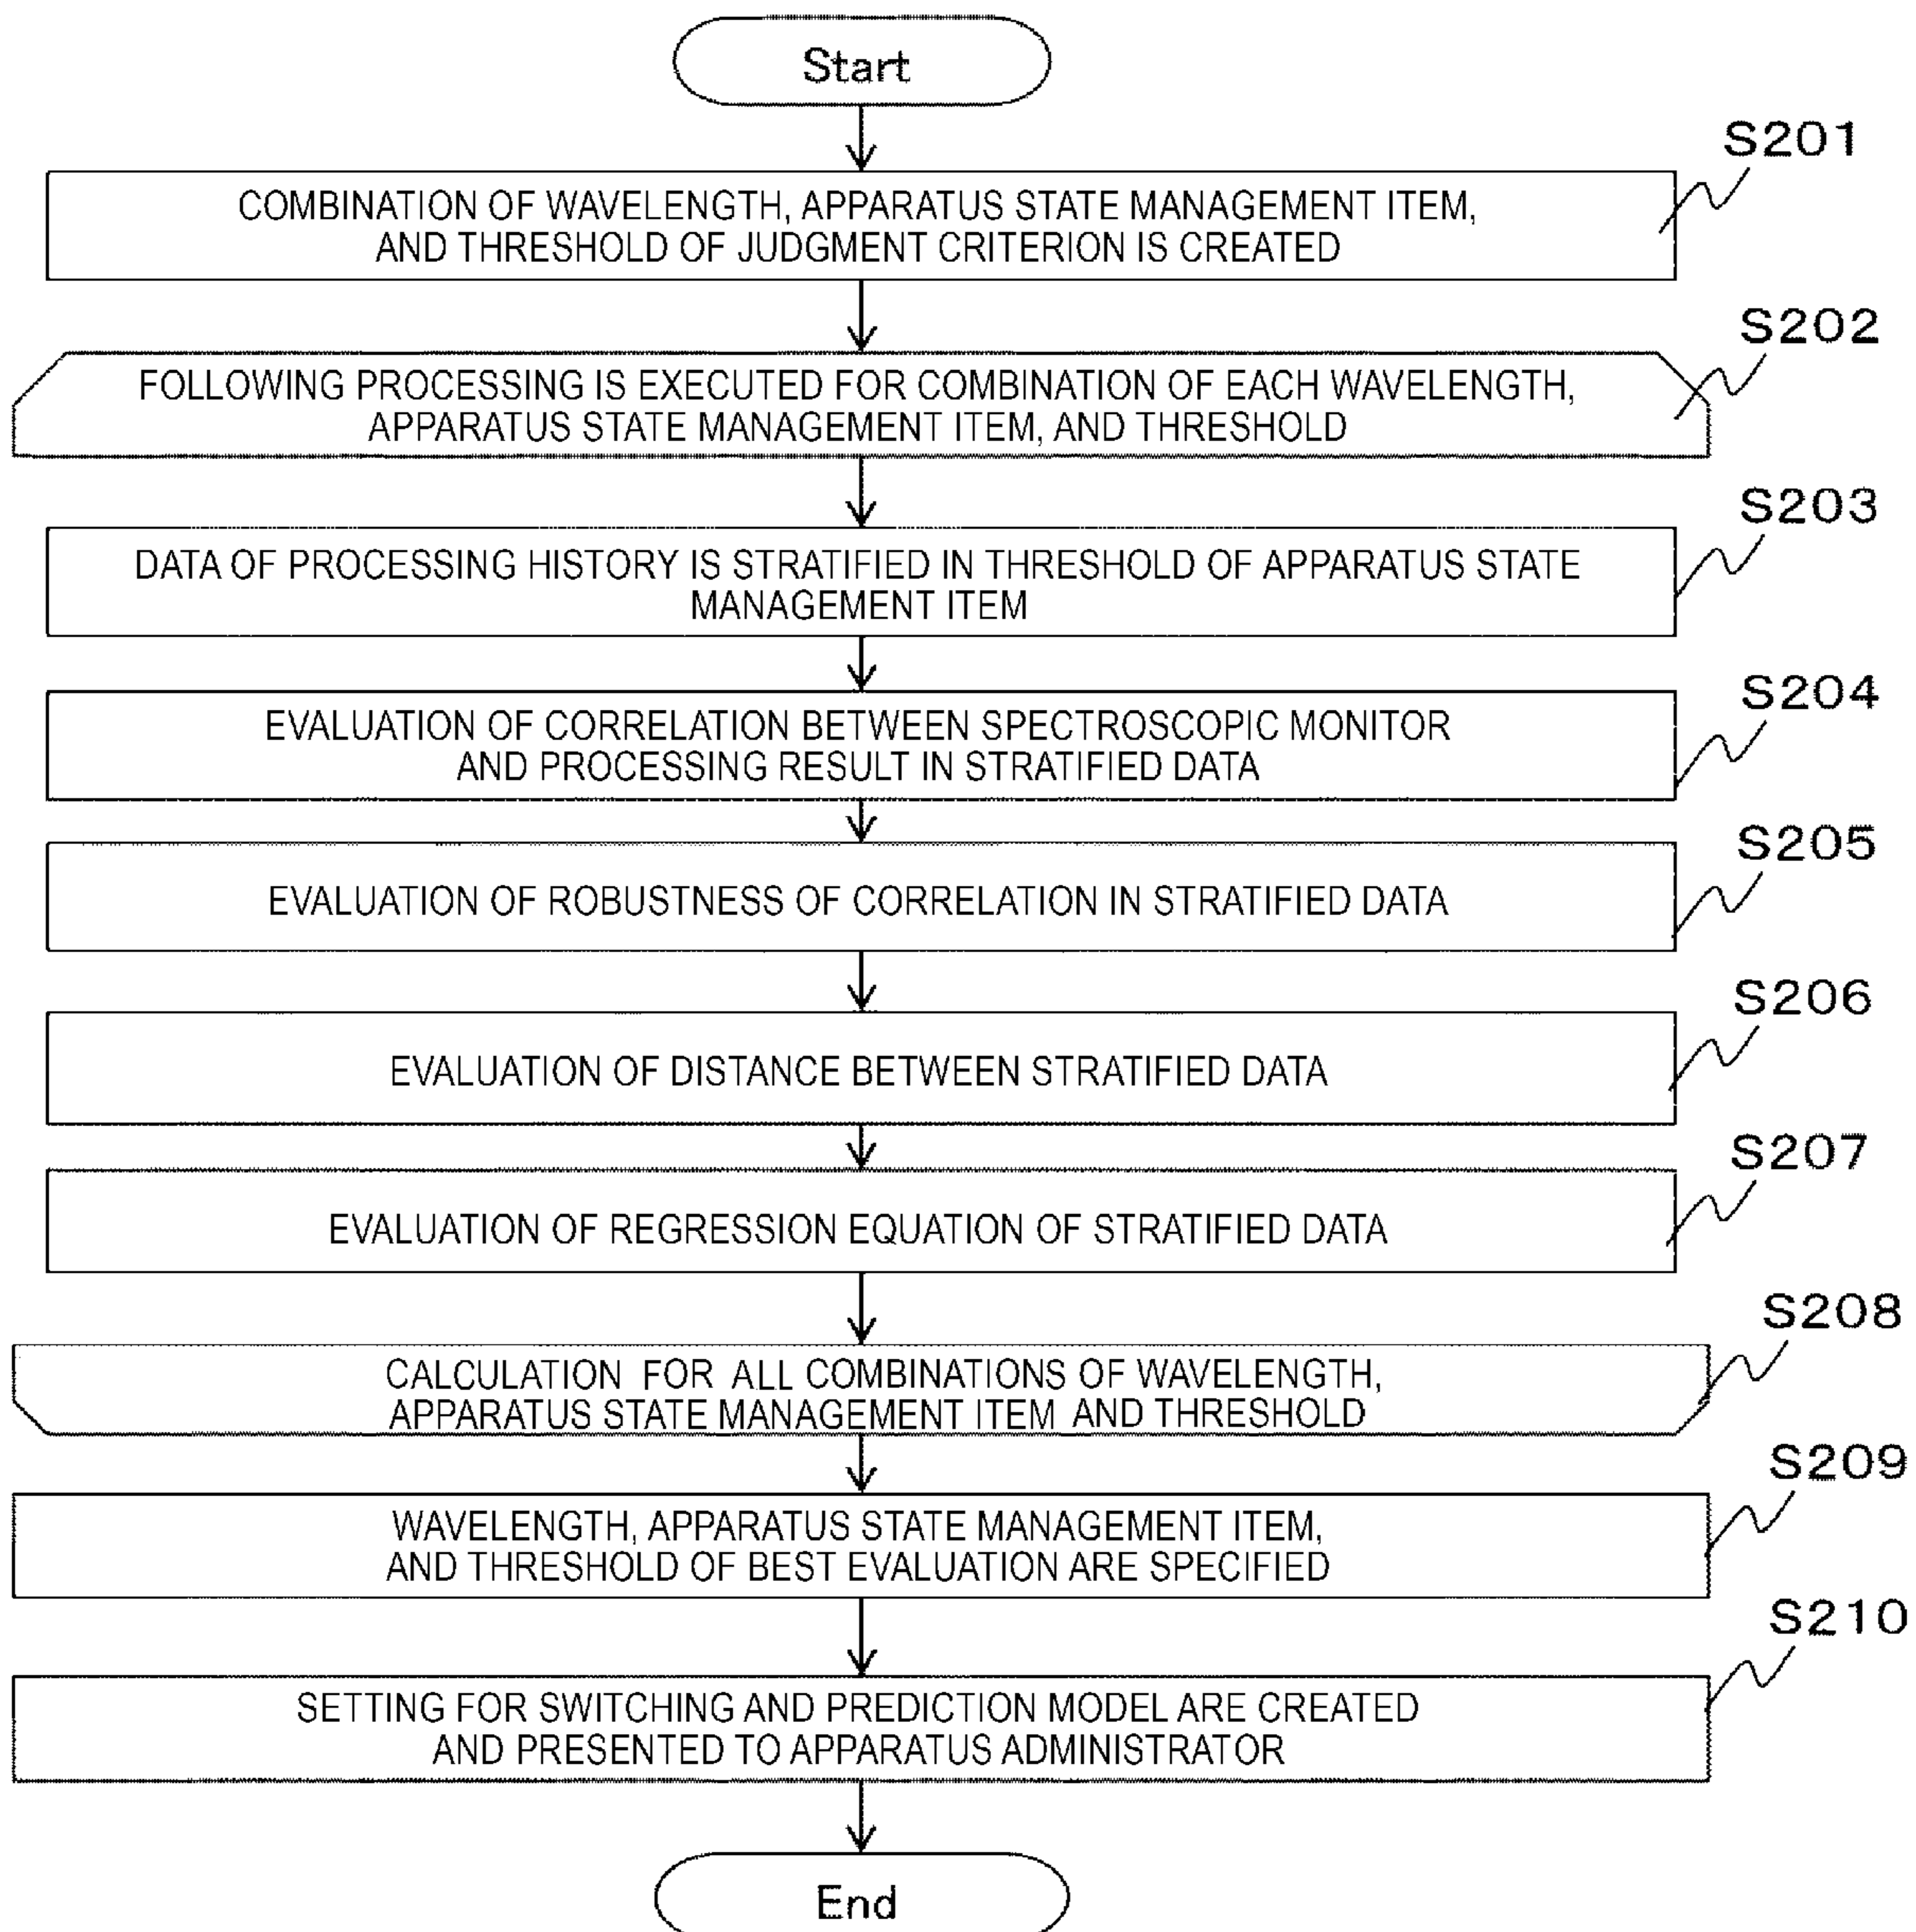 Start
S201
COMBINATION OF WAVELENGTH, APPARATUS STATE MANAGEMENT ITEM,
AND THRESHOLD OF JUDGMENT CRITERION IS CREATED
S202
FOLLOWING PROCESSING IS EXECUTED FOR COMBINATION OF EACH WAVELENGTH,
APPARATUS STATE MANAGEMENT ITEM, AND THRESHOLD
S203
DATA OF PROCESSING HISTORY IS STRATIFIED IN THRESHOLD OF APPARATUS STATE
MANAGEMENT ITEM
S204
EVALUATION OF CORRELATION BETWEEN SPECTROSCOPIC MONITOR
AND PROCESSING RESULT IN STRATIFIED DATA
S205
EVALUATION OF ROBUSTNESS OF CORRELATION IN STRATIFIED DATA
S206
EVALUATION OF DISTANCE BETWEEN STRATIFIED DATA
S207
EVALUATION OF REGRESSION EQUATION OF STRATIFIED DATA
S208
CALCULATION FOR ALL COMBINATIONS OF WAVELENGTH,
APPARATUS STATE MANAGEMENT ITEM AND THRESHOLD
S209
WAVELENGTH, APPARATUS STATE MANAGEMENT ITEM,
AND THRESHOLD OF BEST EVALUATION ARE SPECIFIED
S210
SETTING FOR SWITCHING AND PREDICTION MODEL ARE CREATED
AND PRESENTED TO APPARATUS ADMINISTRATOR
End